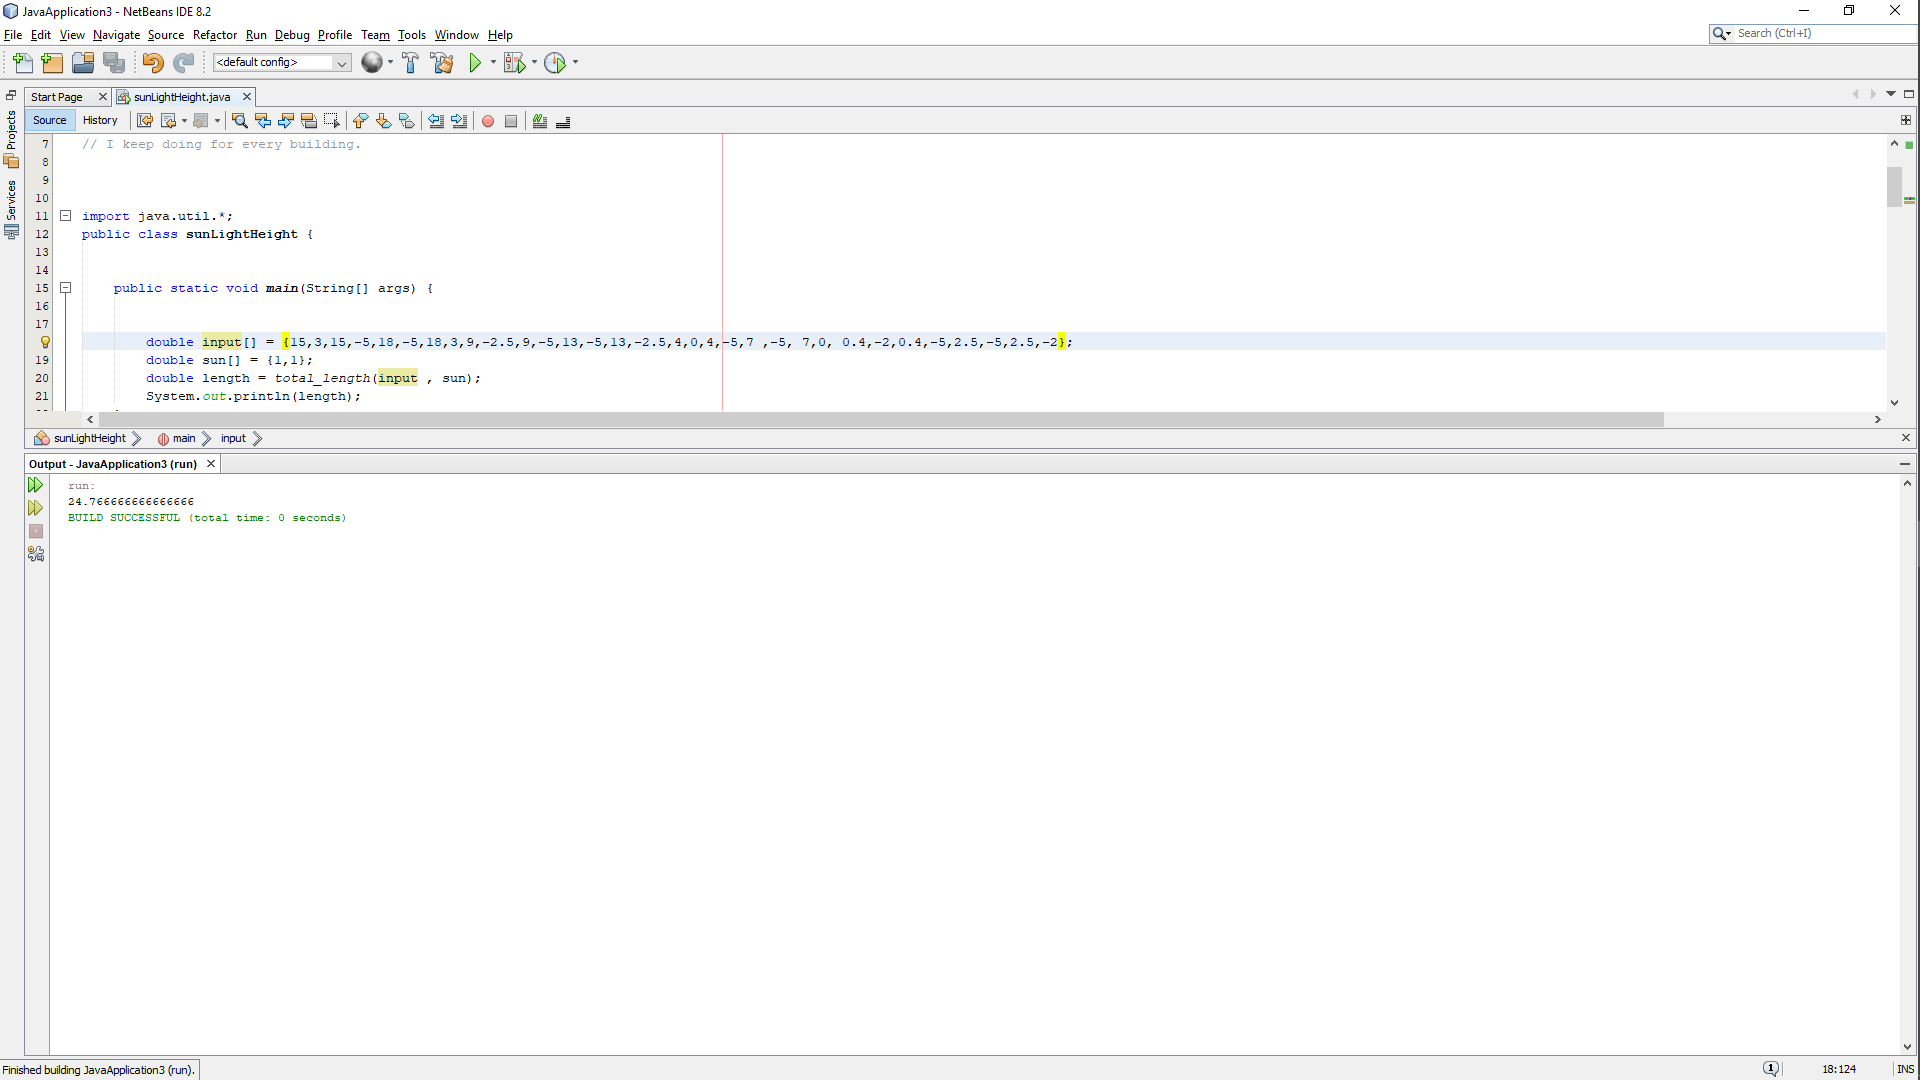 JavaApplication3 - NetBeans IDE 8.2
File Edit View Navigate Source Refactor Run Debug Profile Team Tools Window Help
Search (Ctrl+I)
<default config>
Start Page
sunLightHeight.java
Projects
Services
Source History
7 // I keep doing for every building.
8
9
10
11 import java.util.*;
12 public class sunLightHeight {
13
14
15 public static void main(String[] args) {
16
17
double input[] = {15,3,15,-5,18,-5,18,3,9,-2.5,9,-5,13,-5,13,-2.5,4,0,4,-5,7 ,-5, 7,0, 0.4,-2,0.4,-5,2.5,-5,2.5,-2};
19 double sun[] = {1,1};
20 double length = total_length(input , sun);
21 System.out.println(length);
sunLightHeight main input
Output - JavaApplication3 (run)
run:
24.766666666666666
BUILD SUCCESSFUL (total time: 0 seconds)
Finished building JavaApplication3 (run).
1
18:124
INS